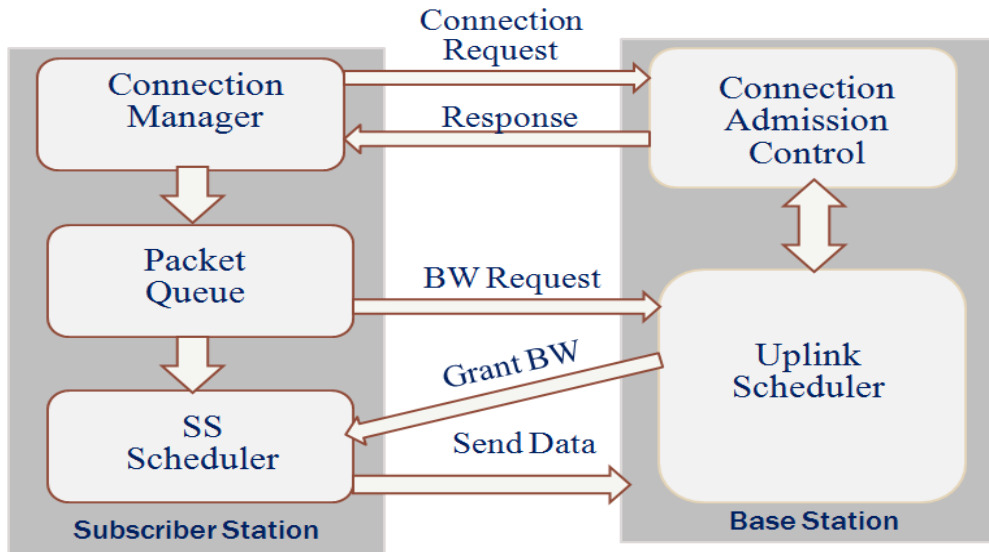 Connection
Request
Connection
Manager
Response
Connection
Admission
Control
Packet
Queue
BW Request
Grant BW
Uplink
Scheduler
SS
Scheduler
Send Data
Subscriber Station
Base Station